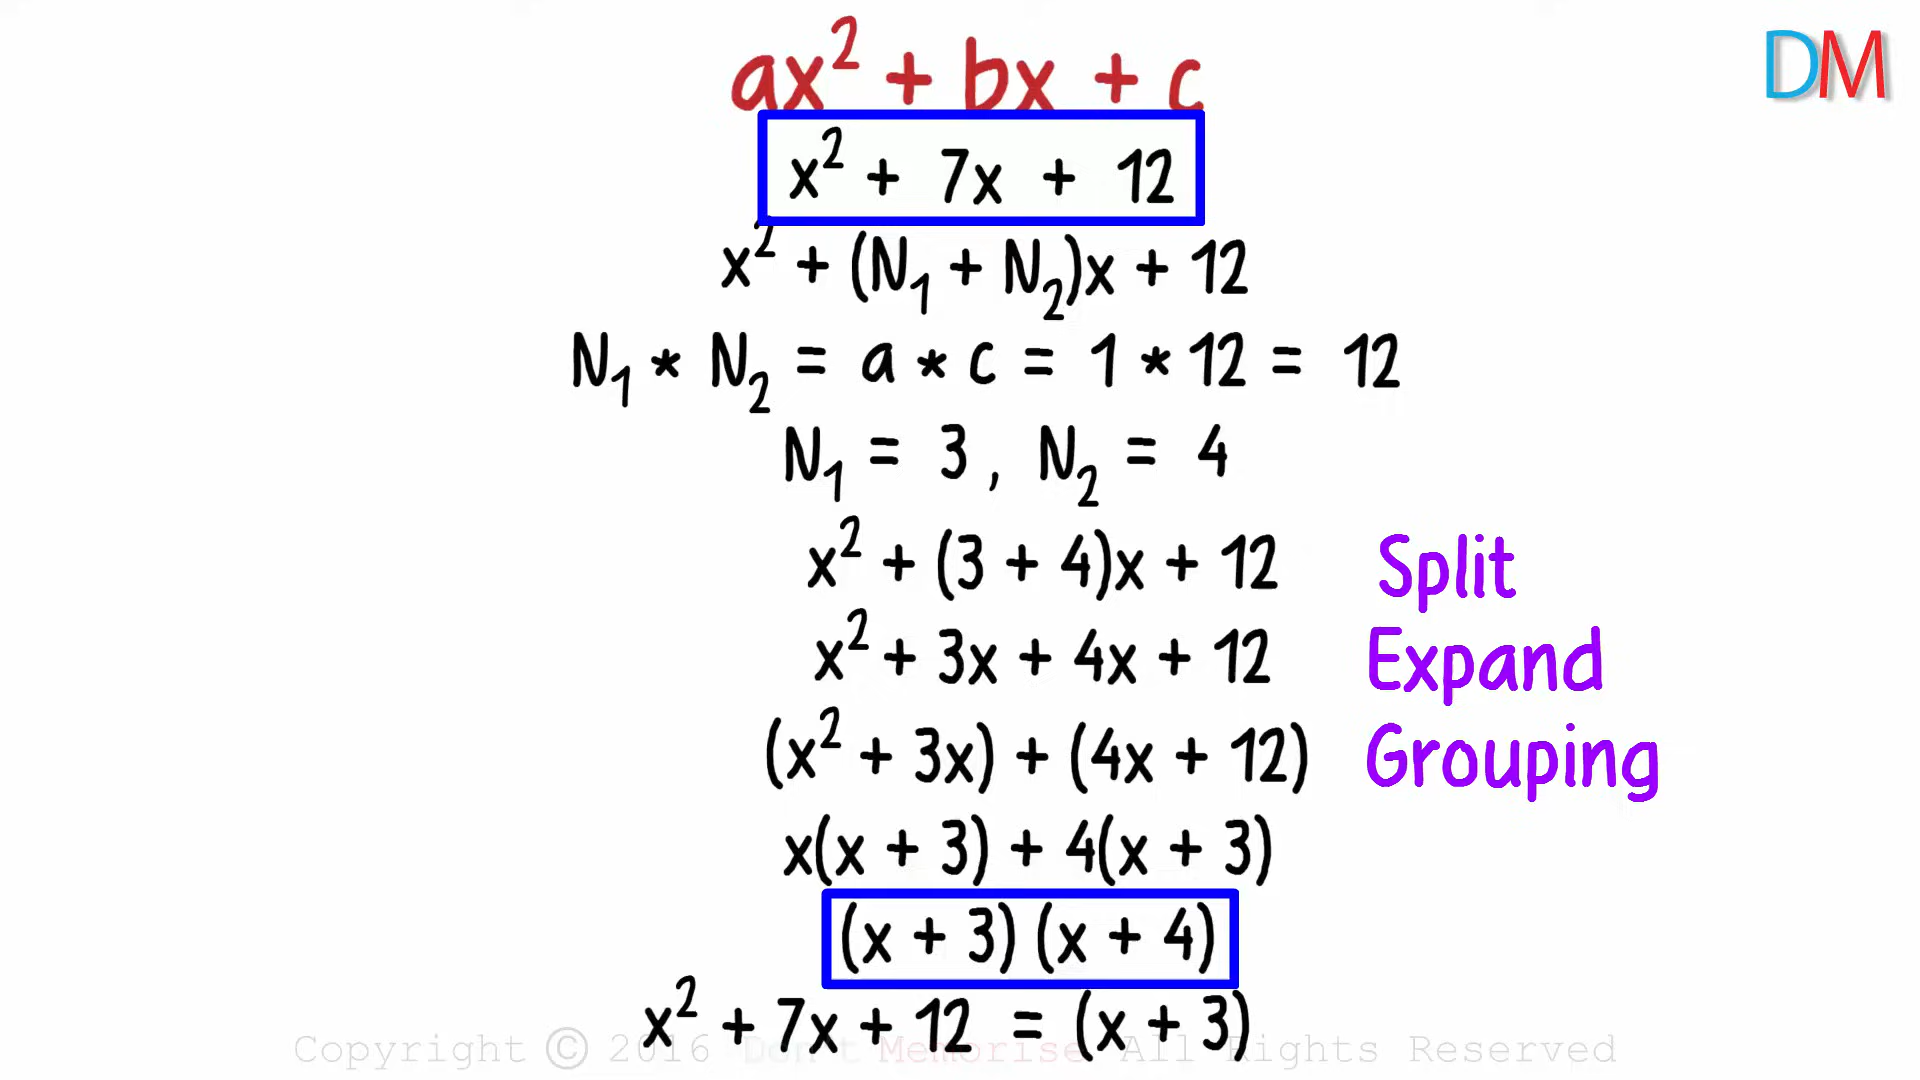 DM
ax² + bx + c
x² + 7x + 12
x² + (N₁ + N₂)x + 12
N₁ * N₂ = a * c = 1 * 12 = 12
N₁ = 3 , N₂ = 4
x² + (3 + 4)x + 12 Split
x² + 3x + 4x + 12 Expand
(x² + 3x) + (4x + 12) Grouping
x(x + 3) + 4(x + 3)
(x + 3) (x + 4)
x² + 7x + 12 = (x + 3)
Copyright © 2016 Don't Memorise All Rights Reserved